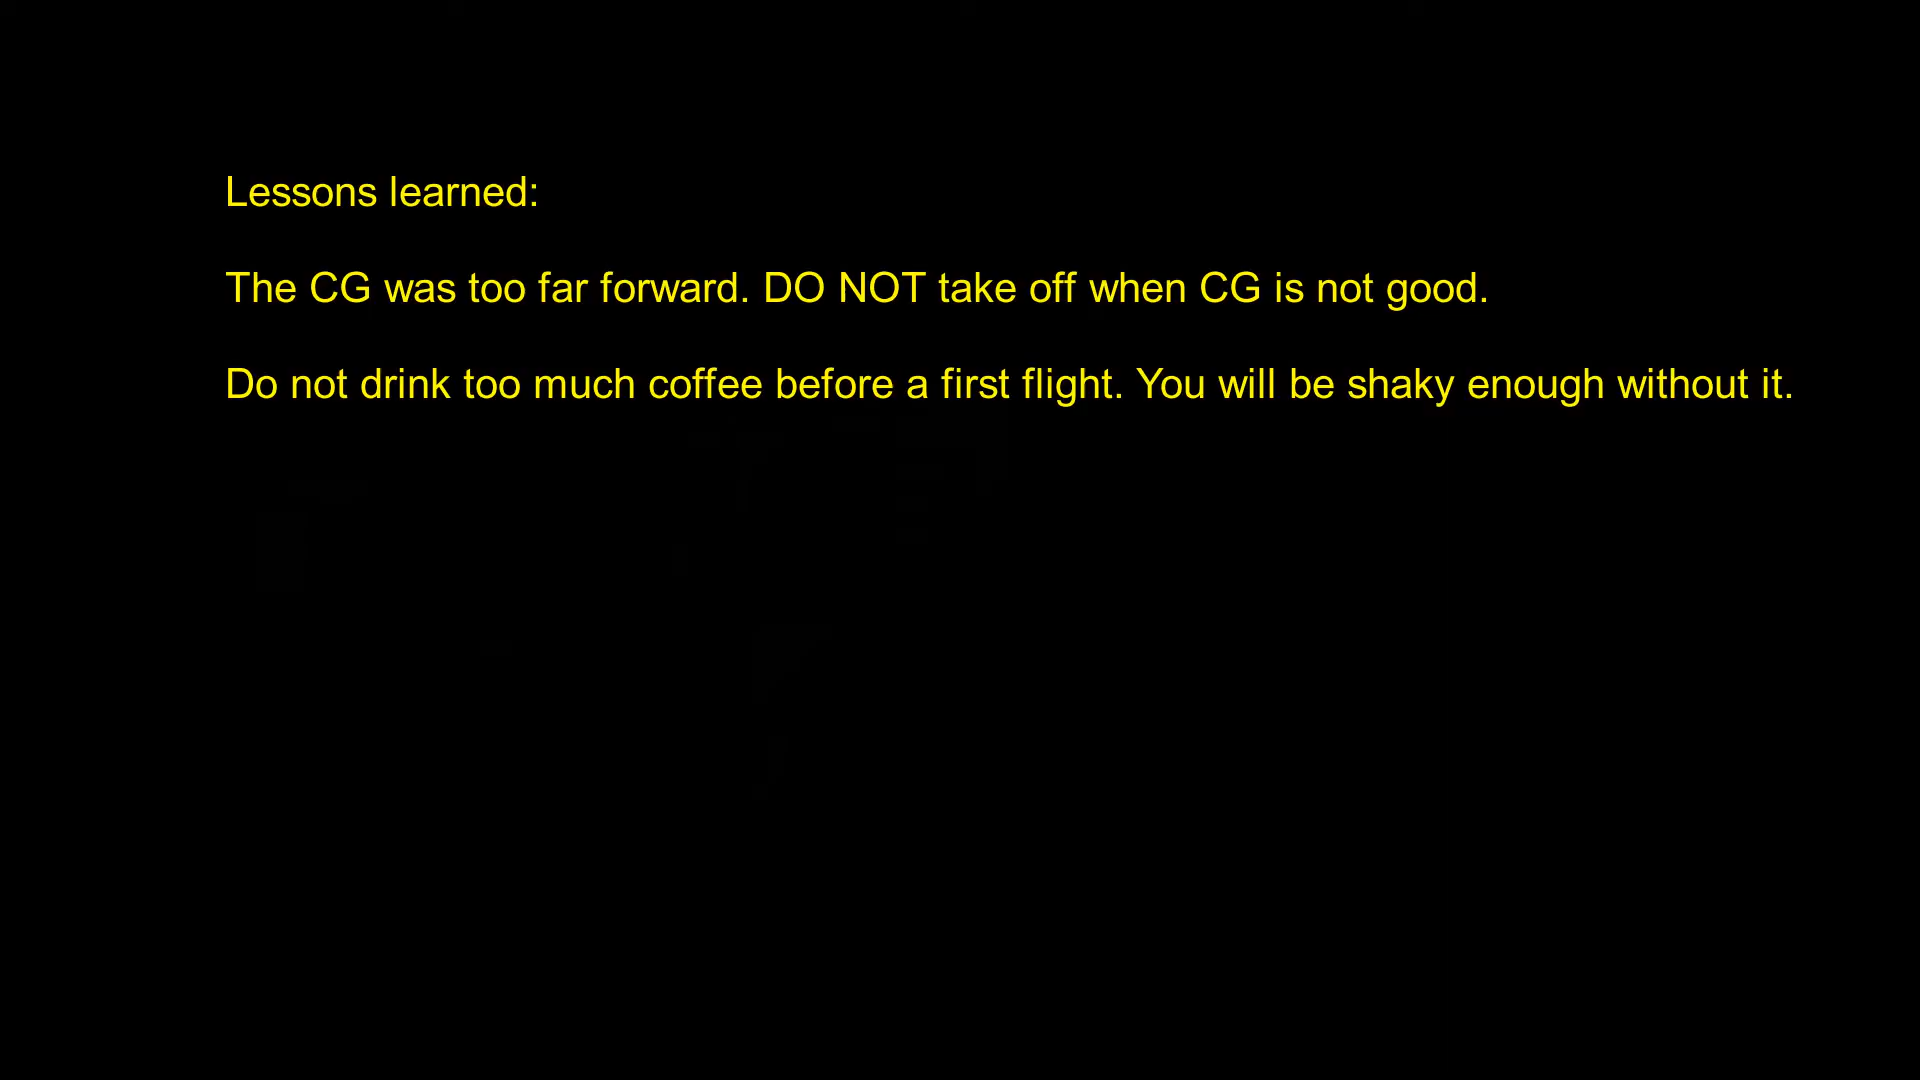 Lessons learned:
The CG was too far forward. DO NOT take off when CG is not good.
Do not drink too much coffee before a first flight. You will be shaky enough without it.